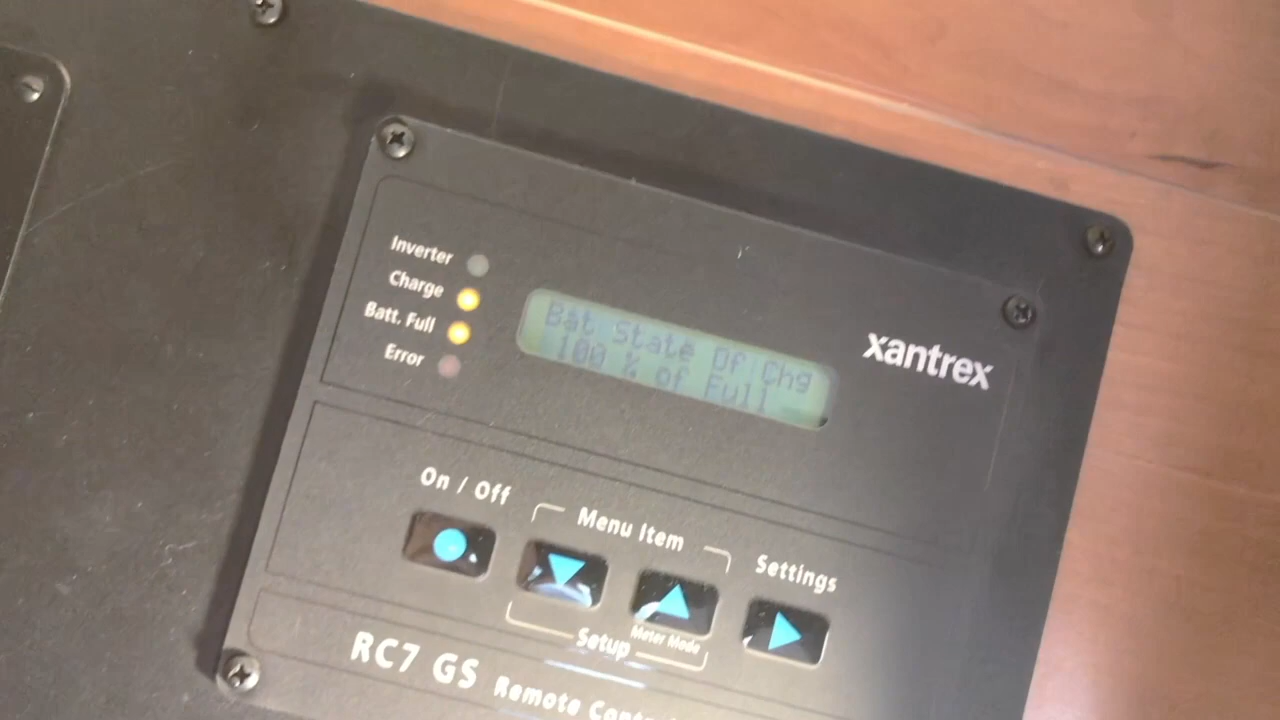 Inverter
Charge
Batt. Full
Error
Bat State Of Chg
100 % of Full
xantrex
On / Off
Menu Item
Settings
Setup
Meter Mode
RC7 GS Remote